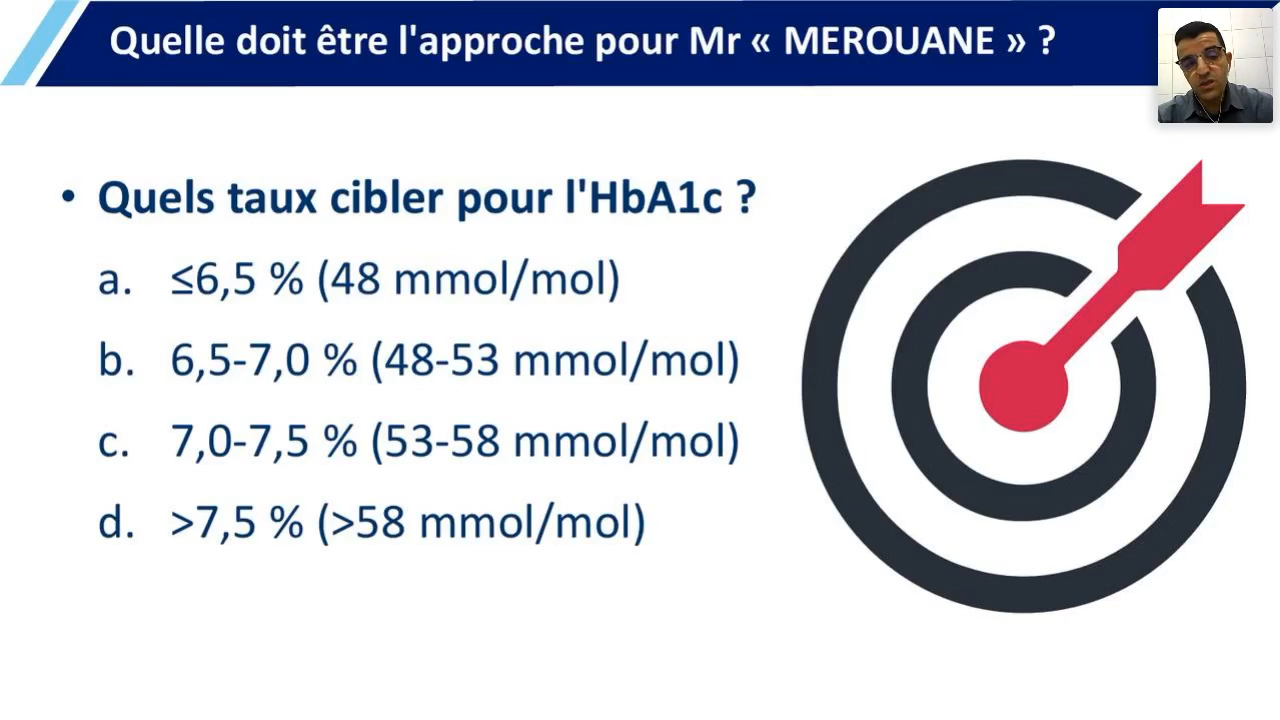 Quelle doit être l'approche pour Mr « MEROUANE » ?
• Quels taux cibler pour l'HbA1c ?
a. ≤6,5 % (48 mmol/mol)
b. 6,5-7,0 % (48-53 mmol/mol)
c. 7,0-7,5 % (53-58 mmol/mol)
d. >7,5 % (>58 mmol/mol)